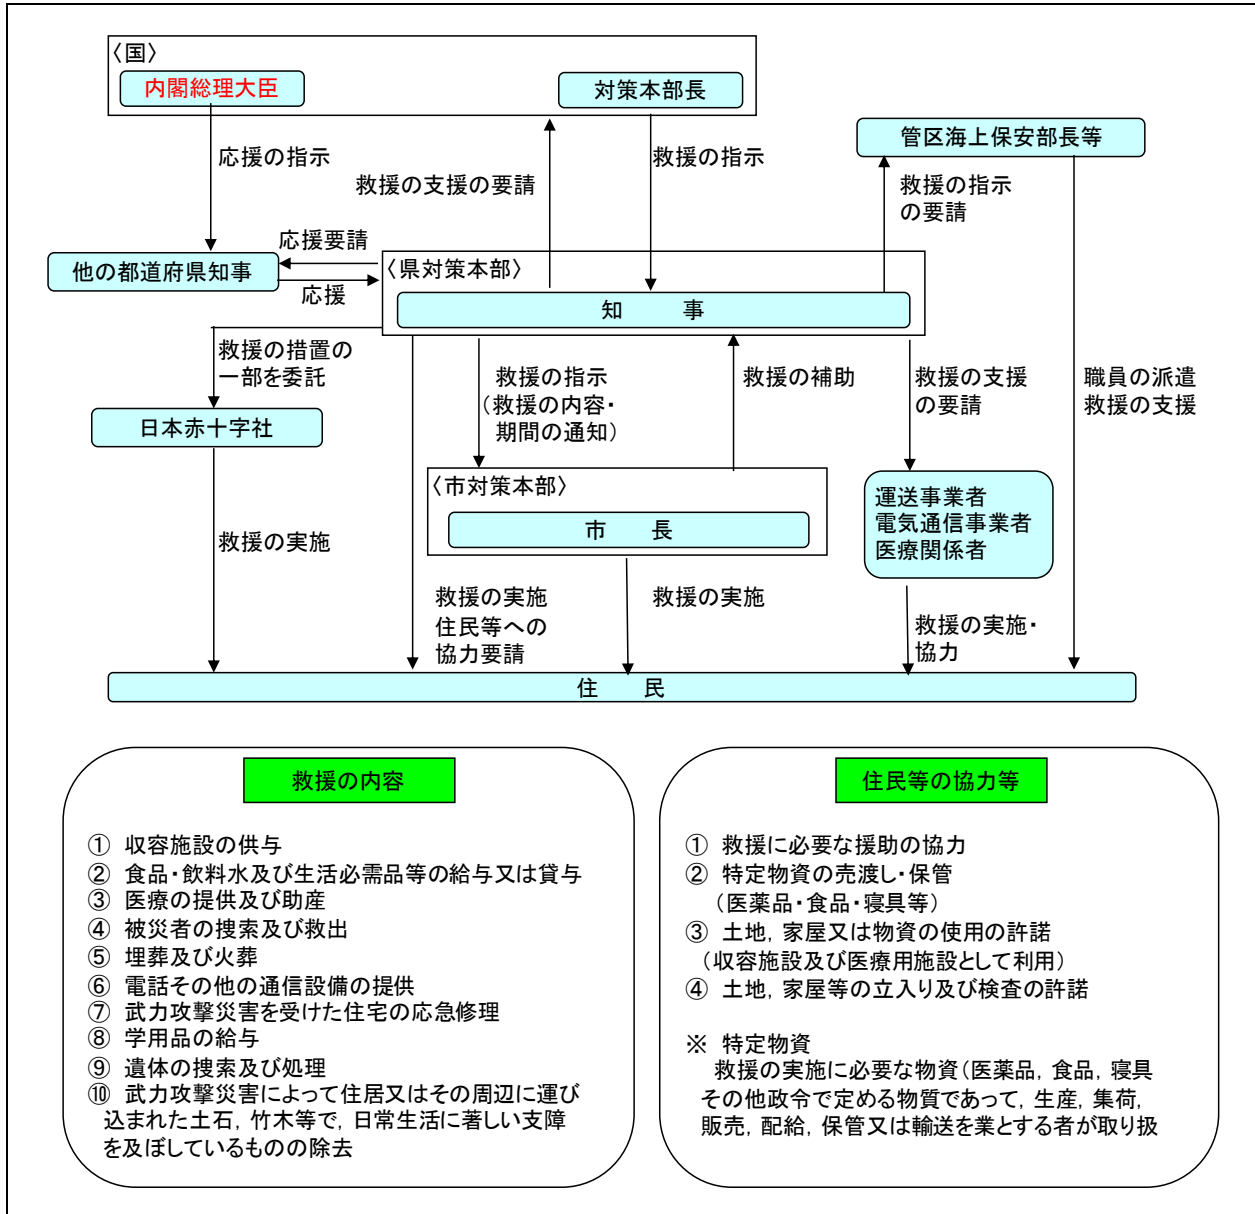 〈国〉
内閣総理大臣
対策本部長
管区海上保安部長等
応援の指示
救援の支援の要請
救援の指示
救援の指示
の要請
応援要請
他の都道府県知事
応援
〈県対策本部〉
知　事
救援の措置の
一部を委託
救援の指示
（救援の内容・
期間の通知）
救援の補助
救援の支援
の要請
職員の派遣
救援の支援
日本赤十字社
〈市対策本部〉
市　長
運送事業者
電気通信事業者
医療関係者
救援の実施
救援の実施
住民等への
協力要請
救援の実施
救援の実施・
協力
住　民
救援の内容
① 収容施設の供与
② 食品・飲料水及び生活必需品等の給与又は貸与
③ 医療の提供及び助産
④ 被災者の捜索及び救出
⑤ 埋葬及び火葬
⑥ 電話その他の通信設備の提供
⑦ 武力攻撃災害を受けた住宅の応急修理
⑧ 学用品の給与
⑨ 遺体の捜索及び処理
⑩ 武力攻撃災害によって住居又はその周辺に運び
込まれた土石，竹木等で，日常生活に著しい支障
を及ぼしているものの除去
住民等の協力等
① 救援に必要な援助の協力
② 特定物資の売渡し・保管
（医薬品・食品・寝具等）
③ 土地，家屋又は物資の使用の許諾
（収容施設及び医療用施設として利用）
④ 土地，家屋等の立入り及び検査の許諾
※ 特定物資
救援の実施に必要な物資（医薬品，食品，寝具
その他政令で定める物質であって，生産，集荷，
販売，配給，保管又は輸送を業とする者が取り扱